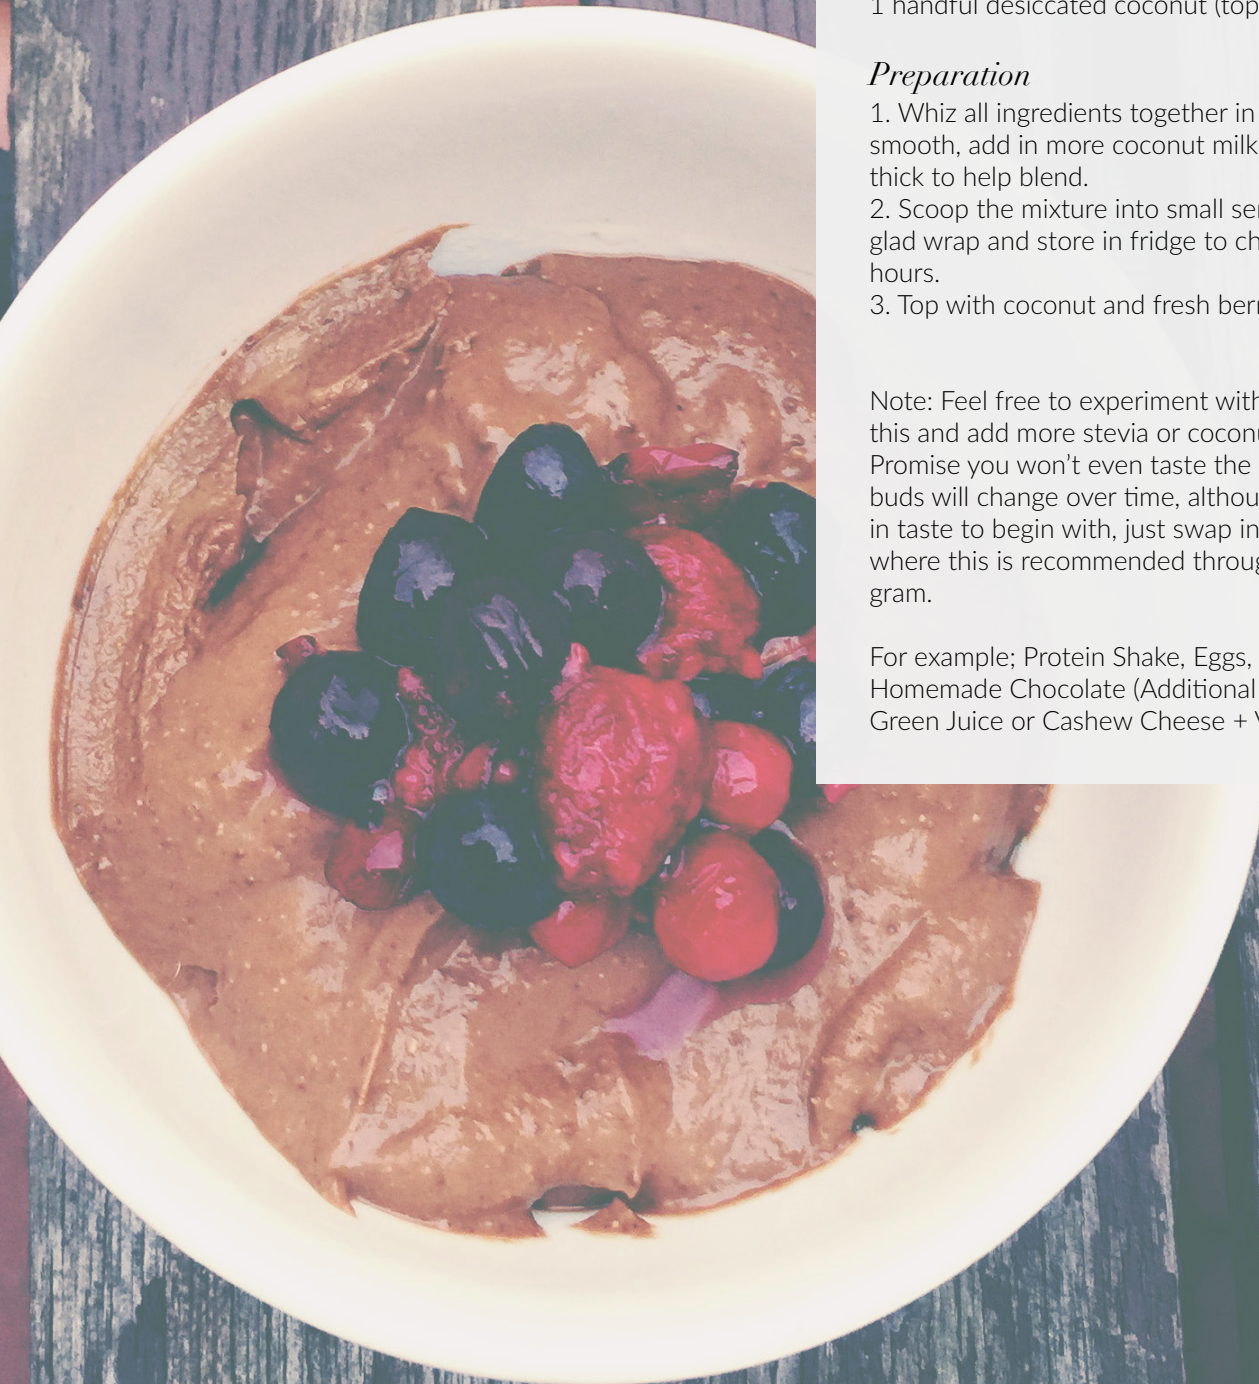 1 handful desiccated coconut (top
Preparation
1. Whiz all ingredients together in
smooth, add in more coconut milk
thick to help blend.
2. Scoop the mixture into small ser
glad wrap and store in fridge to ch
hours.
3. Top with coconut and fresh berr
Note: Feel free to experiment with
this and add more stevia or coconu
Promise you won’t even taste the
buds will change over time, althou
in taste to begin with, just swap in
where this is recommended throug
gram.
For example; Protein Shake, Eggs,
Homemade Chocolate (Additional
Green Juice or Cashew Cheese + V